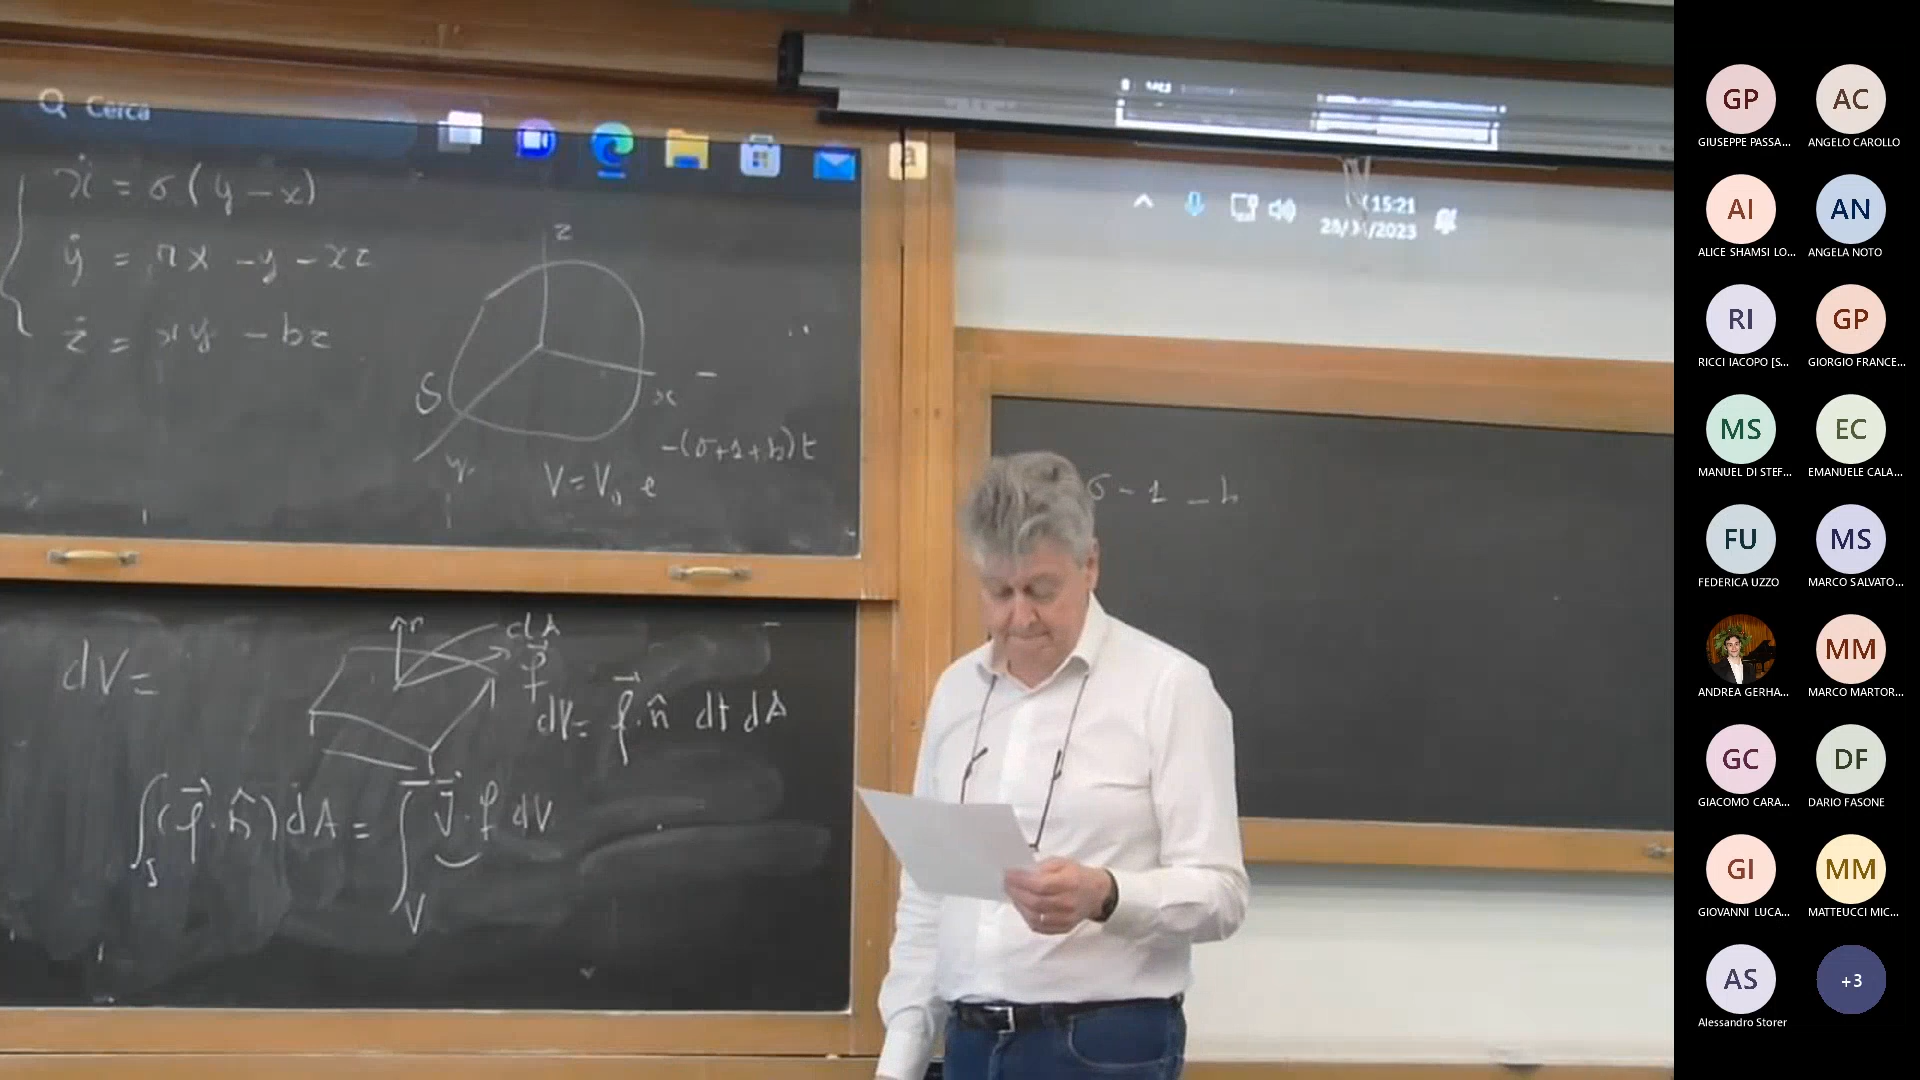 Cerca
ẋ = σ(y - x)
ẏ = rx - y - xz
ż = xy - bz
z
S
x
y
V = V₀ e^{-(σ+1+b)t}
15:21
σ - 1 - b
dV =
n̂
dA
f⃗
dV = f⃗·n̂ dt dA
∫_S (f⃗·n̂) dA = ∫_V ∇⃗·f⃗ dV
GP
GIUSEPPE PASSA...
AC
ANGELO CAROLLO
AI
ALICE SHAMSI LO...
AN
ANGELA NOTO
RI
RICCI IACOPO [S...
GP
GIORGIO FRANCE...
MS
MANUEL DI STEF...
EC
EMANUELE CALA...
FU
FEDERICA UZZO
MS
MARCO SALVATO...
ANDREA GERHA...
MM
MARCO MARTOR...
GC
GIACOMO CARA...
DF
DARIO FASONE
GI
GIOVANNI LUCA...
MM
MATTEUCCI MIC...
AS
Alessandro Storer
+3